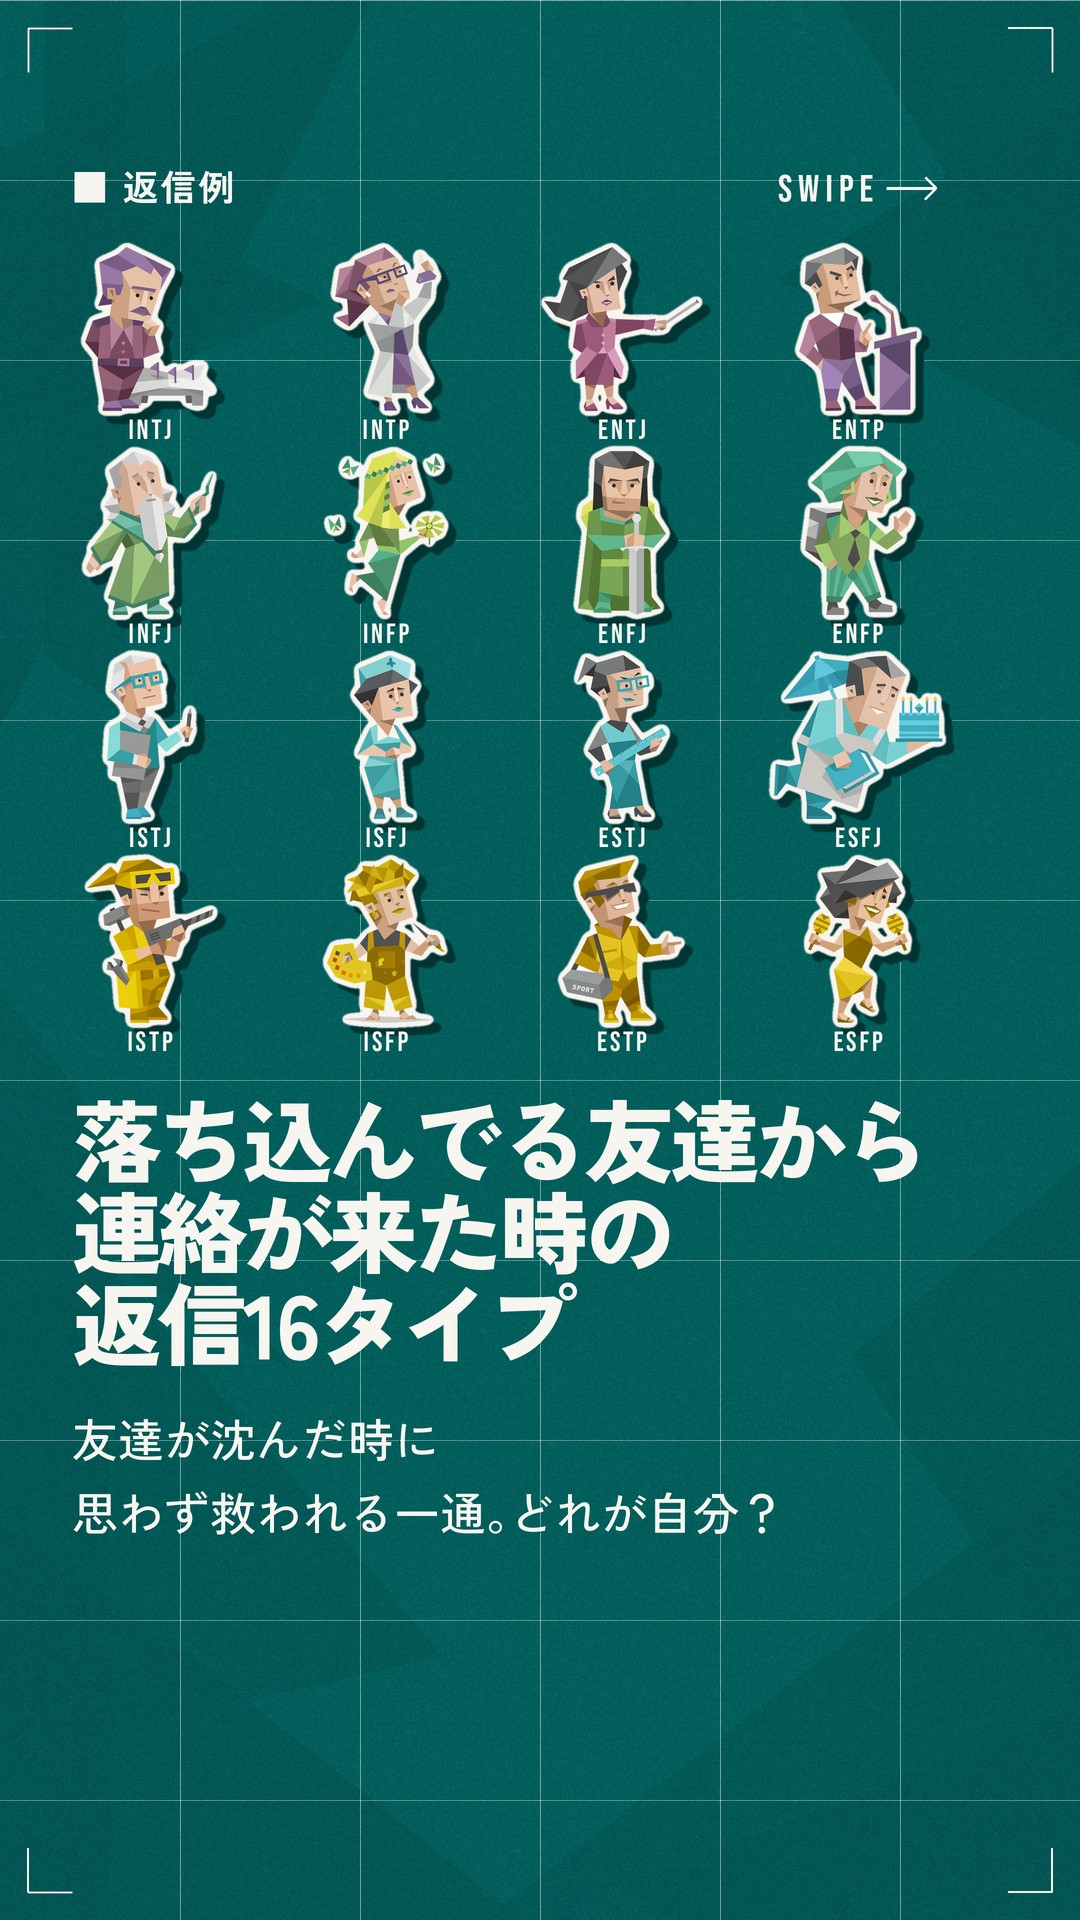 返信例
SWIPE →
INTJ INTP ENTJ ENTP
INFJ INFP ENFJ ENFP
ISTJ ISFJ ESTJ ESFJ
SPORT
ISTP ISFP ESTP ESFP
落ち込んでる友達から
連絡が来た時の
返信16タイプ
友達が沈んだ時に
思わず救われる一通。どれが自分？